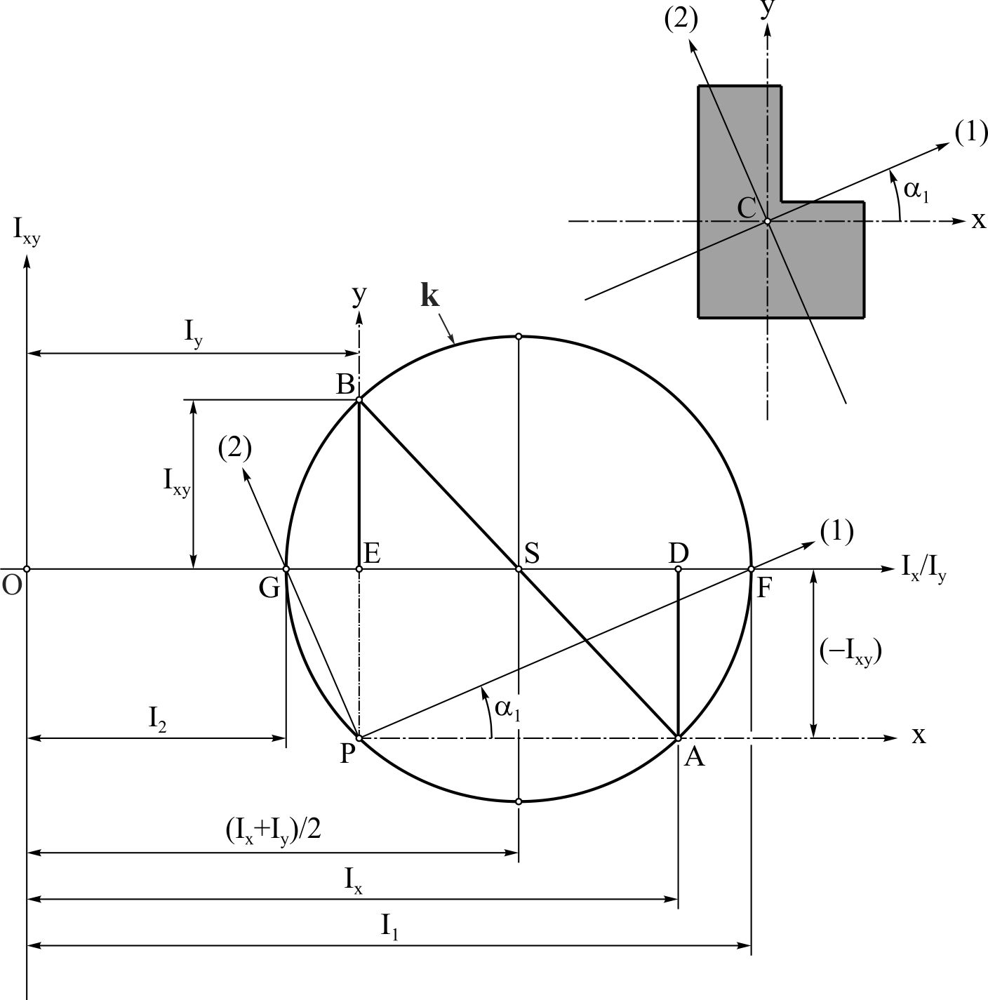 y
(2)
(1)
α₁
C
x
Ixy
k
y
Iy
B
(2)
Ixy
(1)
E
S
D
Ix/Iy
O
G
F
(–Ixy)
α₁
I₂
x
P
A
(Ix+Iy)/2
Ix
I₁